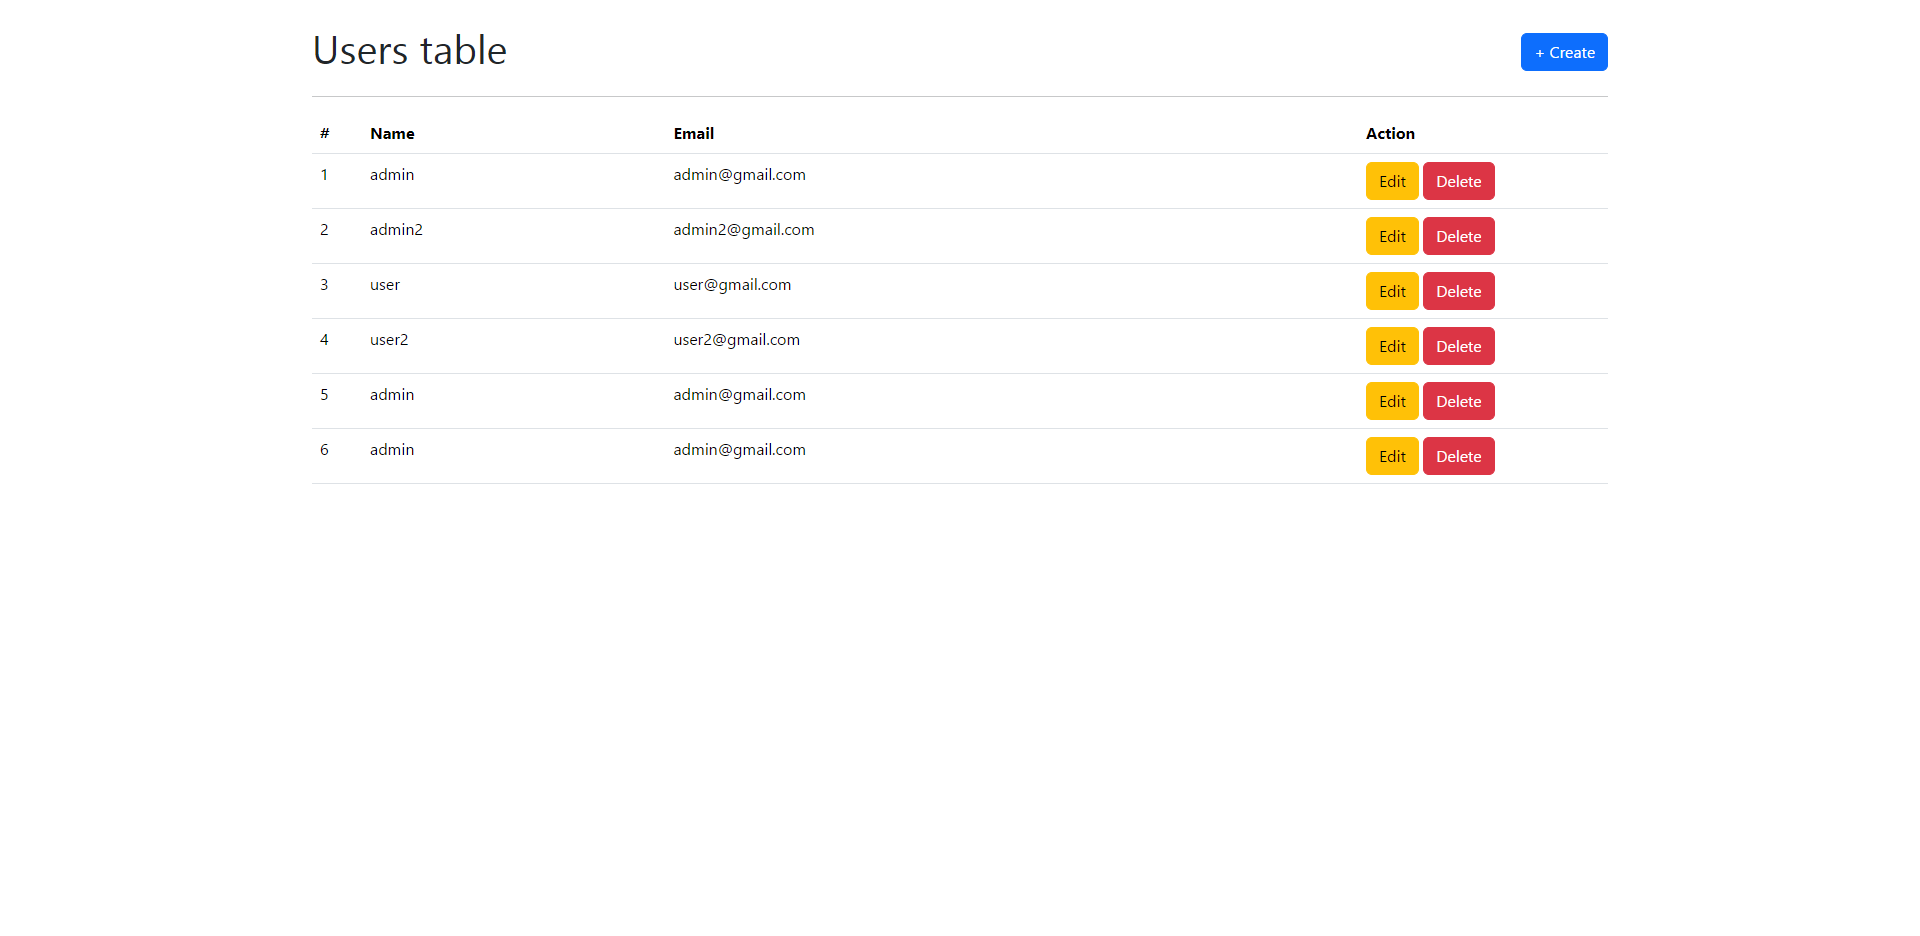 Users table + Create
# Name Email Action
1 admin admin@gmail.com Edit Delete
2 admin2 admin2@gmail.com Edit Delete
3 user user@gmail.com Edit Delete
4 user2 user2@gmail.com Edit Delete
5 admin admin@gmail.com Edit Delete
6 admin admin@gmail.com Edit Delete